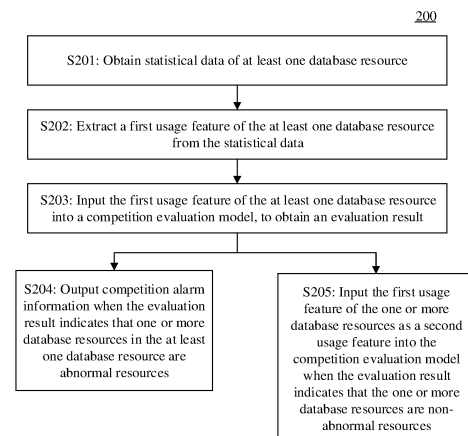 200
S201: Obtain statistical data of at least one database resource
S202: Extract a first usage feature of the at least one database resource
from the statistical data
S203: Input the first usage feature of the at least one database resource
into a competition evaluation model, to obtain an evaluation result
S204: Output competition alarm
information when the evaluation
result indicates that one or more
database resources in the at least
one database resource are
abnormal resources
S205: Input the first usage
feature of the one or more
database resources as a second
usage feature into the
competition evaluation model
when the evaluation result
indicates that the one or more
database resources are non-
abnormal resources